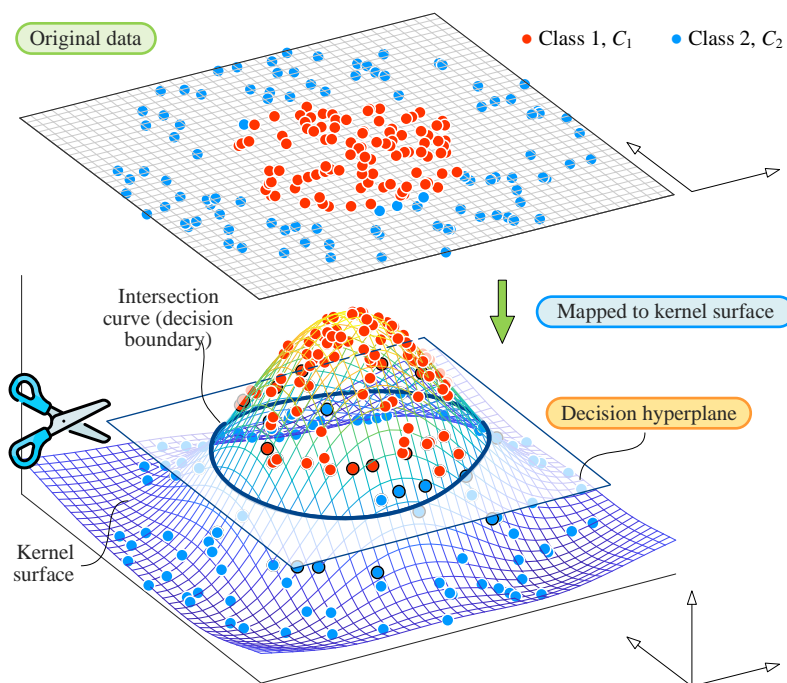 Original data
Class 1, C1
Class 2, C2
Intersection
curve (decision
boundary)
Mapped to kernel surface
Decision hyperplane
Kernel
surface